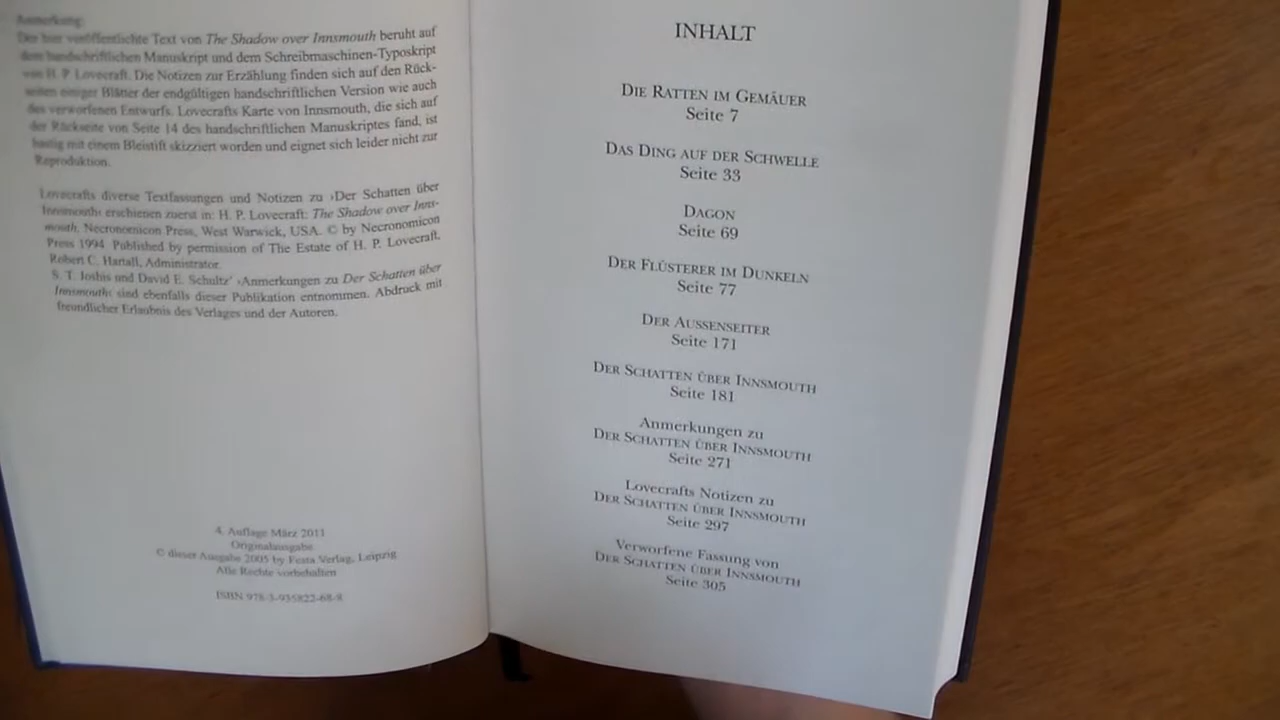 Anmerkung:
Der hier veröffentlichte Text von The Shadow over Innsmouth beruht auf
dem handschriftlichen Manuskript und dem Schreibmaschinen-Typoskript
von H. P. Lovecraft. Die Notizen zur Erzählung finden sich auf den Rück-
seiten einiger Blätter der endgültigen handschriftlichen Version wie auch
des verworfenen Entwurfs. Lovecrafts Karte von Innsmouth, die sich auf
der Rückseite von Seite 14 des handschriftlichen Manuskriptes fand, ist
hastig mit einem Bleistift skizziert worden und eignet sich leider nicht zur
Reproduktion.
Lovecrafts diverse Textfassungen und Notizen zu ›Der Schatten über
Innsmouth‹ erschienen zuerst in: H. P. Lovecraft: The Shadow over Inns-
mouth, Necronomicon Press, West Warwick, USA. © by Necronomicon
Press 1994. Published by permission of The Estate of H. P. Lovecraft,
Robert C. Harrall, Administrator.
S. T. Joshis und David E. Schultz' ›Anmerkungen zu Der Schatten über
Innsmouth‹ sind ebenfalls dieser Publikation entnommen. Abdruck mit
freundlicher Erlaubnis des Verlages und der Autoren.
4. Auflage März 2011
Originalausgabe
© dieser Ausgabe 2005 by Festa Verlag, Leipzig
Alle Rechte vorbehalten
ISBN 978-3-935822-68-8
INHALT
DIE RATTEN IM GEMÄUER
Seite 7
DAS DING AUF DER SCHWELLE
Seite 33
DAGON
Seite 69
DER FLÜSTERER IM DUNKELN
Seite 77
DER AUSSENSEITER
Seite 171
DER SCHATTEN ÜBER INNSMOUTH
Seite 181
Anmerkungen zu
DER SCHATTEN ÜBER INNSMOUTH
Seite 271
Lovecrafts Notizen zu
DER SCHATTEN ÜBER INNSMOUTH
Seite 297
Verworfene Fassung von
DER SCHATTEN ÜBER INNSMOUTH
Seite 305